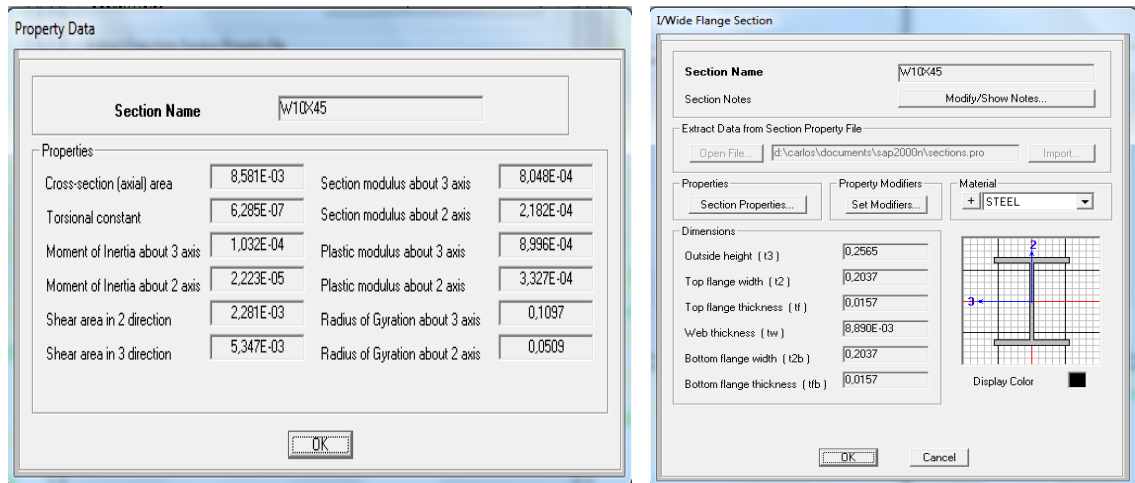 Property Data
Section Name W10X45
Properties
Cross-section (axial) area 8,581E-03 Section modulus about 3 axis 8,048E-04
Torsional constant 6,285E-07 Section modulus about 2 axis 2,182E-04
Moment of Inertia about 3 axis 1,032E-04 Plastic modulus about 3 axis 8,996E-04
Moment of Inertia about 2 axis 2,223E-05 Plastic modulus about 2 axis 3,327E-04
Shear area in 2 direction 2,281E-03 Radius of Gyration about 3 axis 0,1097
Shear area in 3 direction 5,347E-03 Radius of Gyration about 2 axis 0,0509
OK
I/Wide Flange Section
Section Name W10X45
Section Notes Modify/Show Notes...
Extract Data from Section Property File
Open File... d:\carlos\documents\sap2000n\sections.pro Import...
Properties Property Modifiers Material
Section Properties... Set Modifiers... + STEEL
Dimensions
Outside height ( t3 ) 0,2565
Top flange width ( t2 ) 0,2037
Top flange thickness ( tf ) 0,0157
Web thickness ( tw ) 8,890E-03
Bottom flange width ( t2b ) 0,2037
Bottom flange thickness ( tfb ) 0,0157
2
3
Display Color
OK Cancel